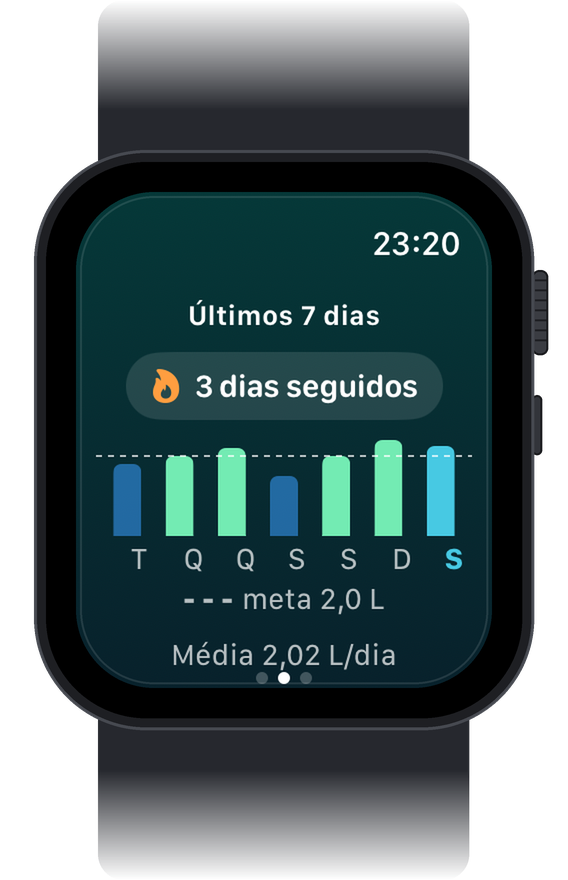 23:20
Últimos 7 dias
3 dias seguidos
T Q Q S S D S
--- meta 2,0 L
Média 2,02 L/dia